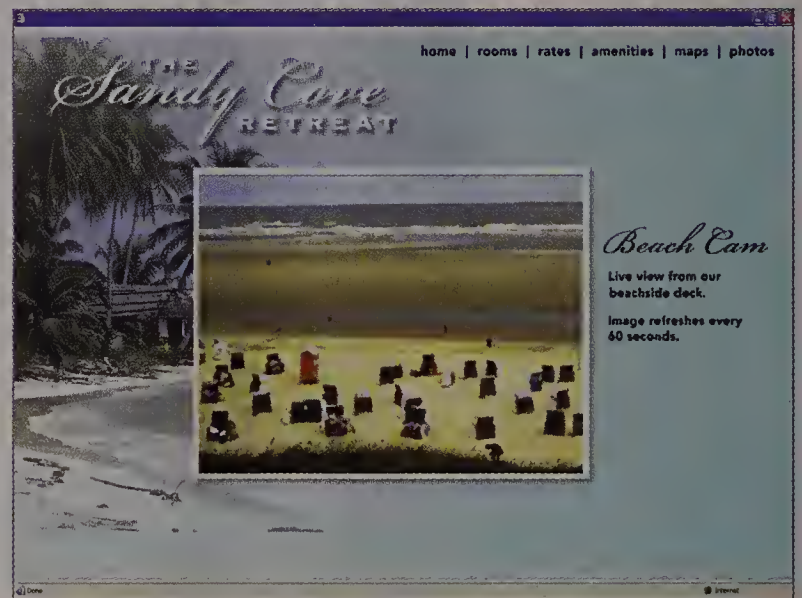 home | rooms | rates | amenities | maps | photos
THE
Sandy Cove
RETREAT
Beach Cam
Live view from our
beachside deck.
Image refreshes every
60 seconds.
Done
Internet